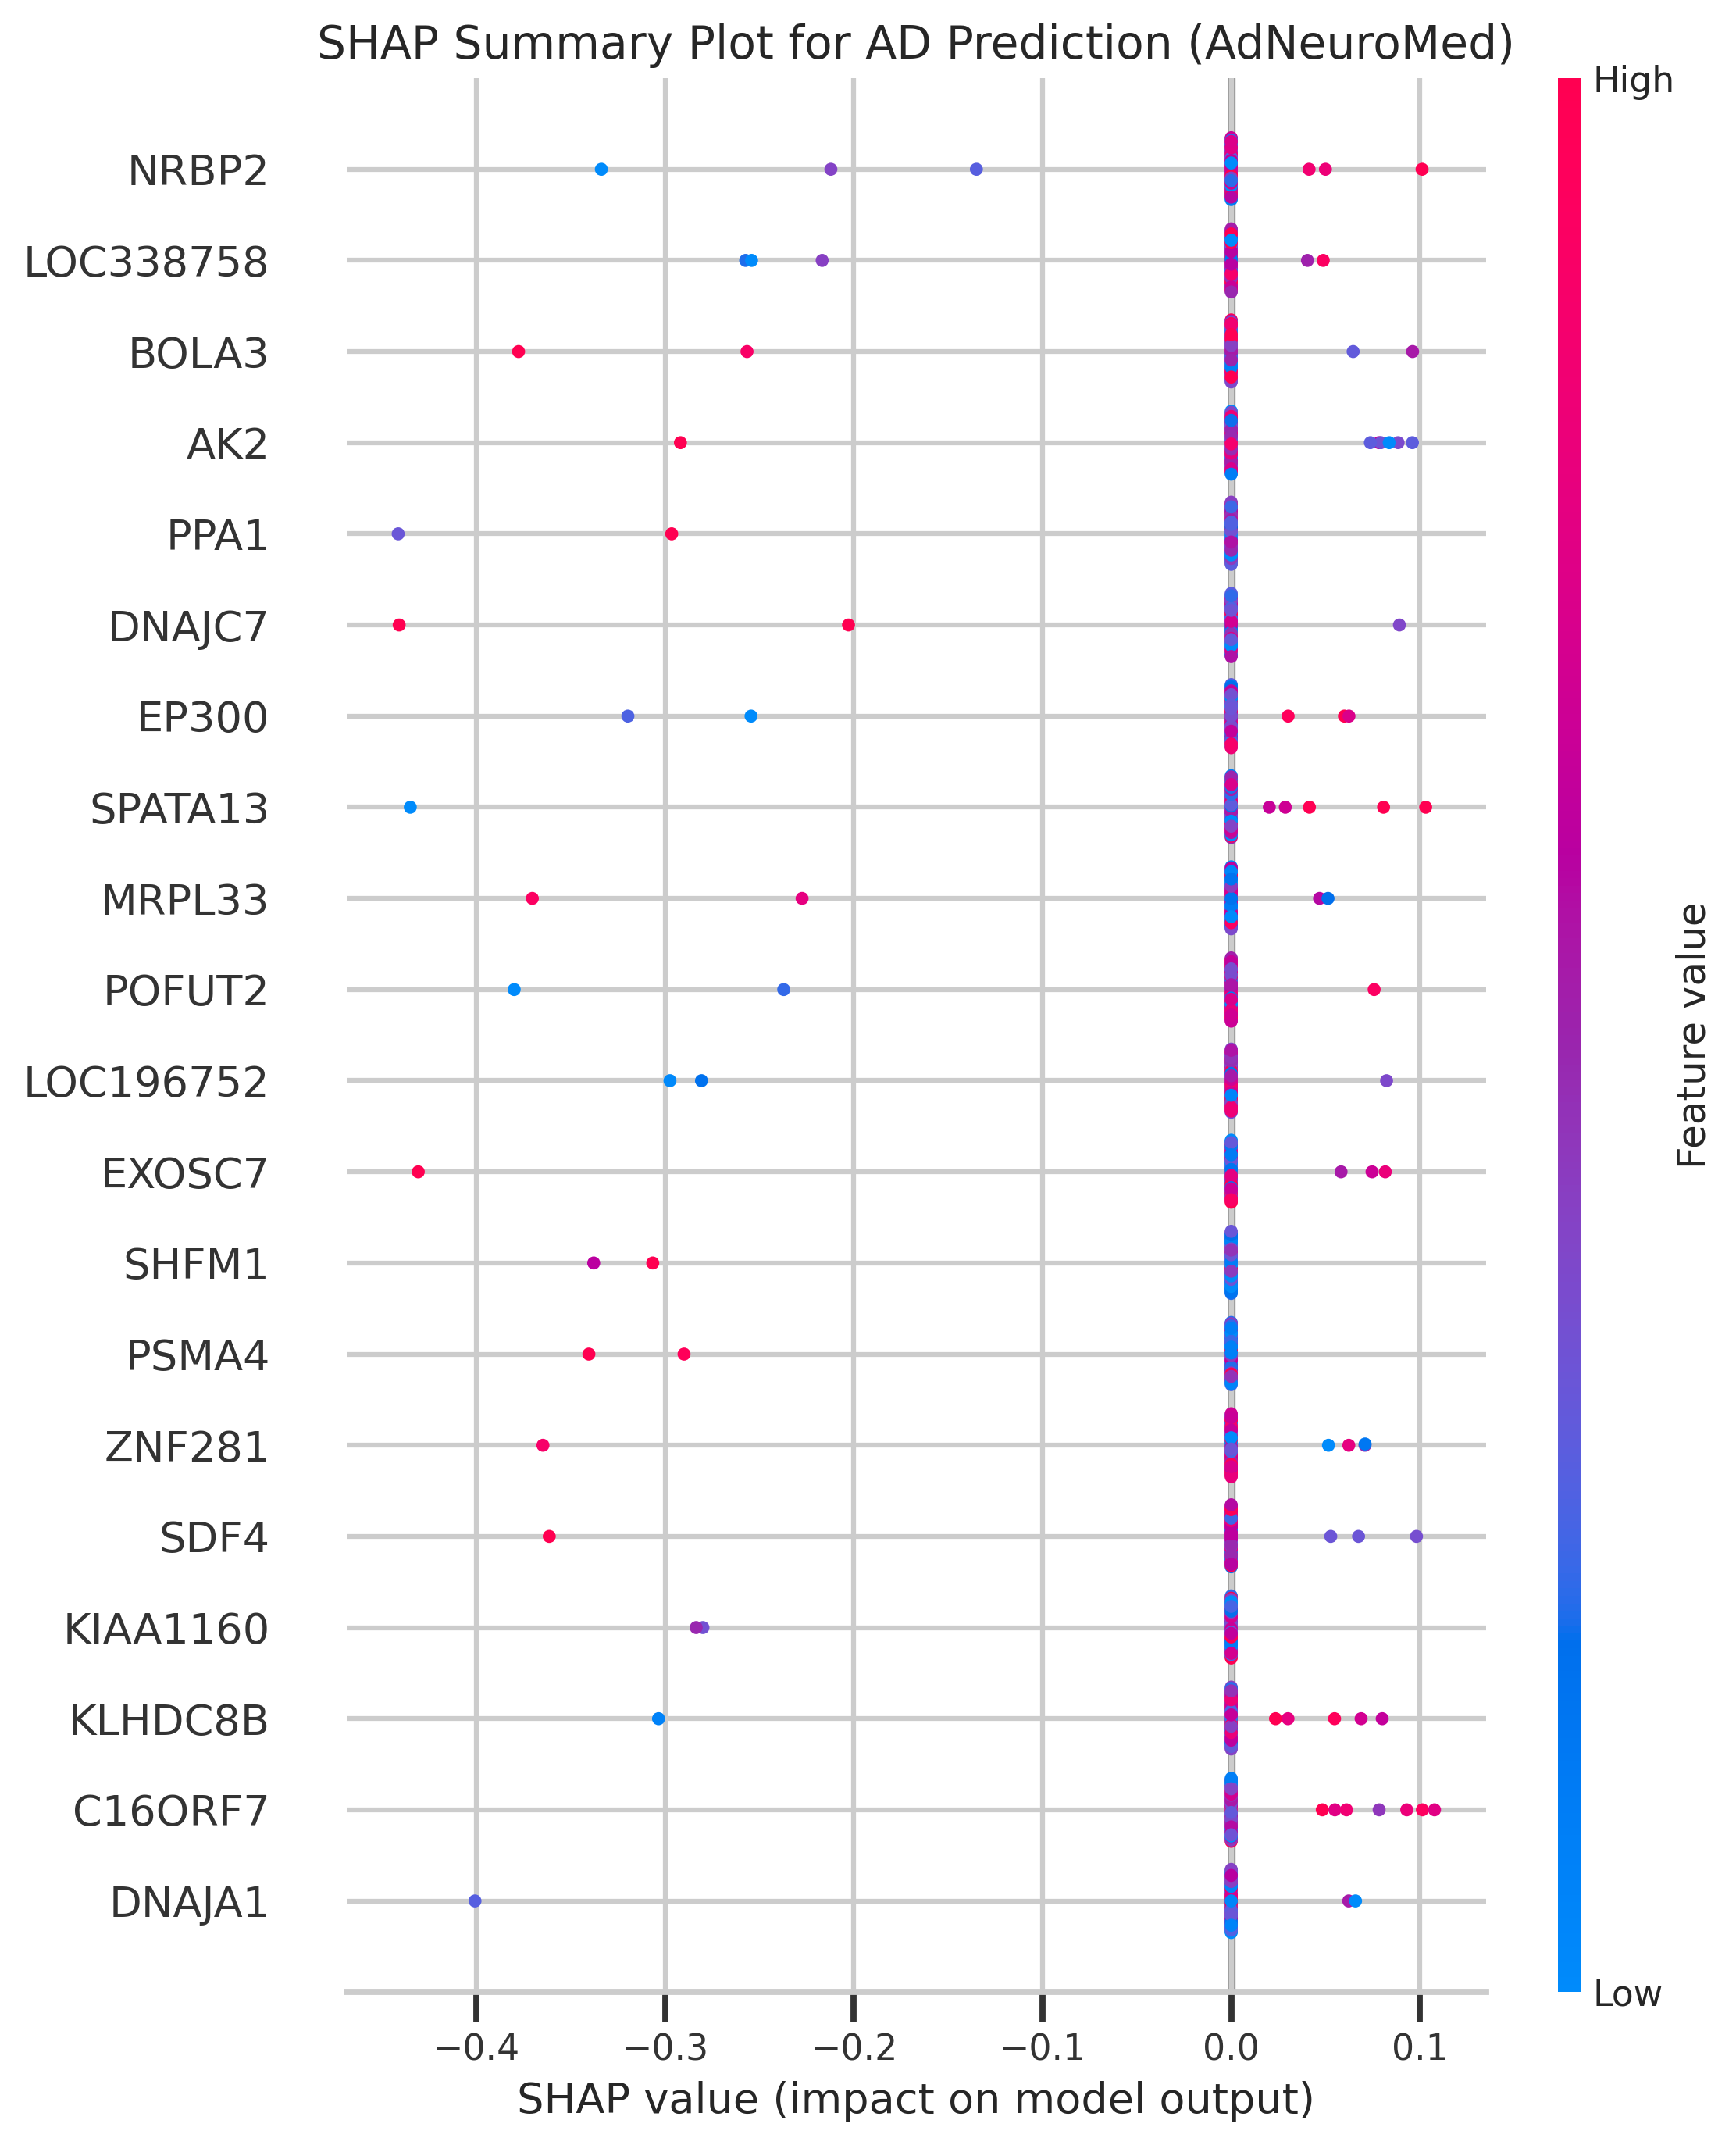 SHAP Summary Plot for AD Prediction (AdNeuroMed)
High
NRBP2
LOC338758
BOLA3
AK2
PPA1
DNAJC7
EP300
SPATA13
MRPL33
POFUT2
LOC196752
EXOSC7
SHFM1
PSMA4
ZNF281
SDF4
KIAA1160
KLHDC8B
C16ORF7
DNAJA1
Feature value
Low
−0.4 −0.3 −0.2 −0.1 0.0 0.1
SHAP value (impact on model output)